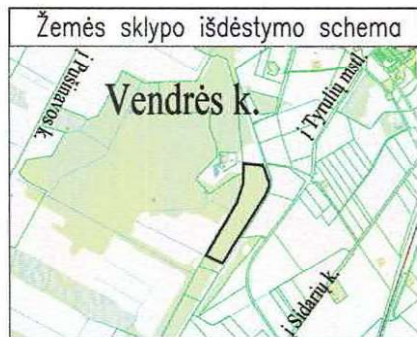 Žemės sklypo išdėstymo schema
į Pušinavos k.
Vendrės k.
į Tyrulių mstl.
į Sidarių k.